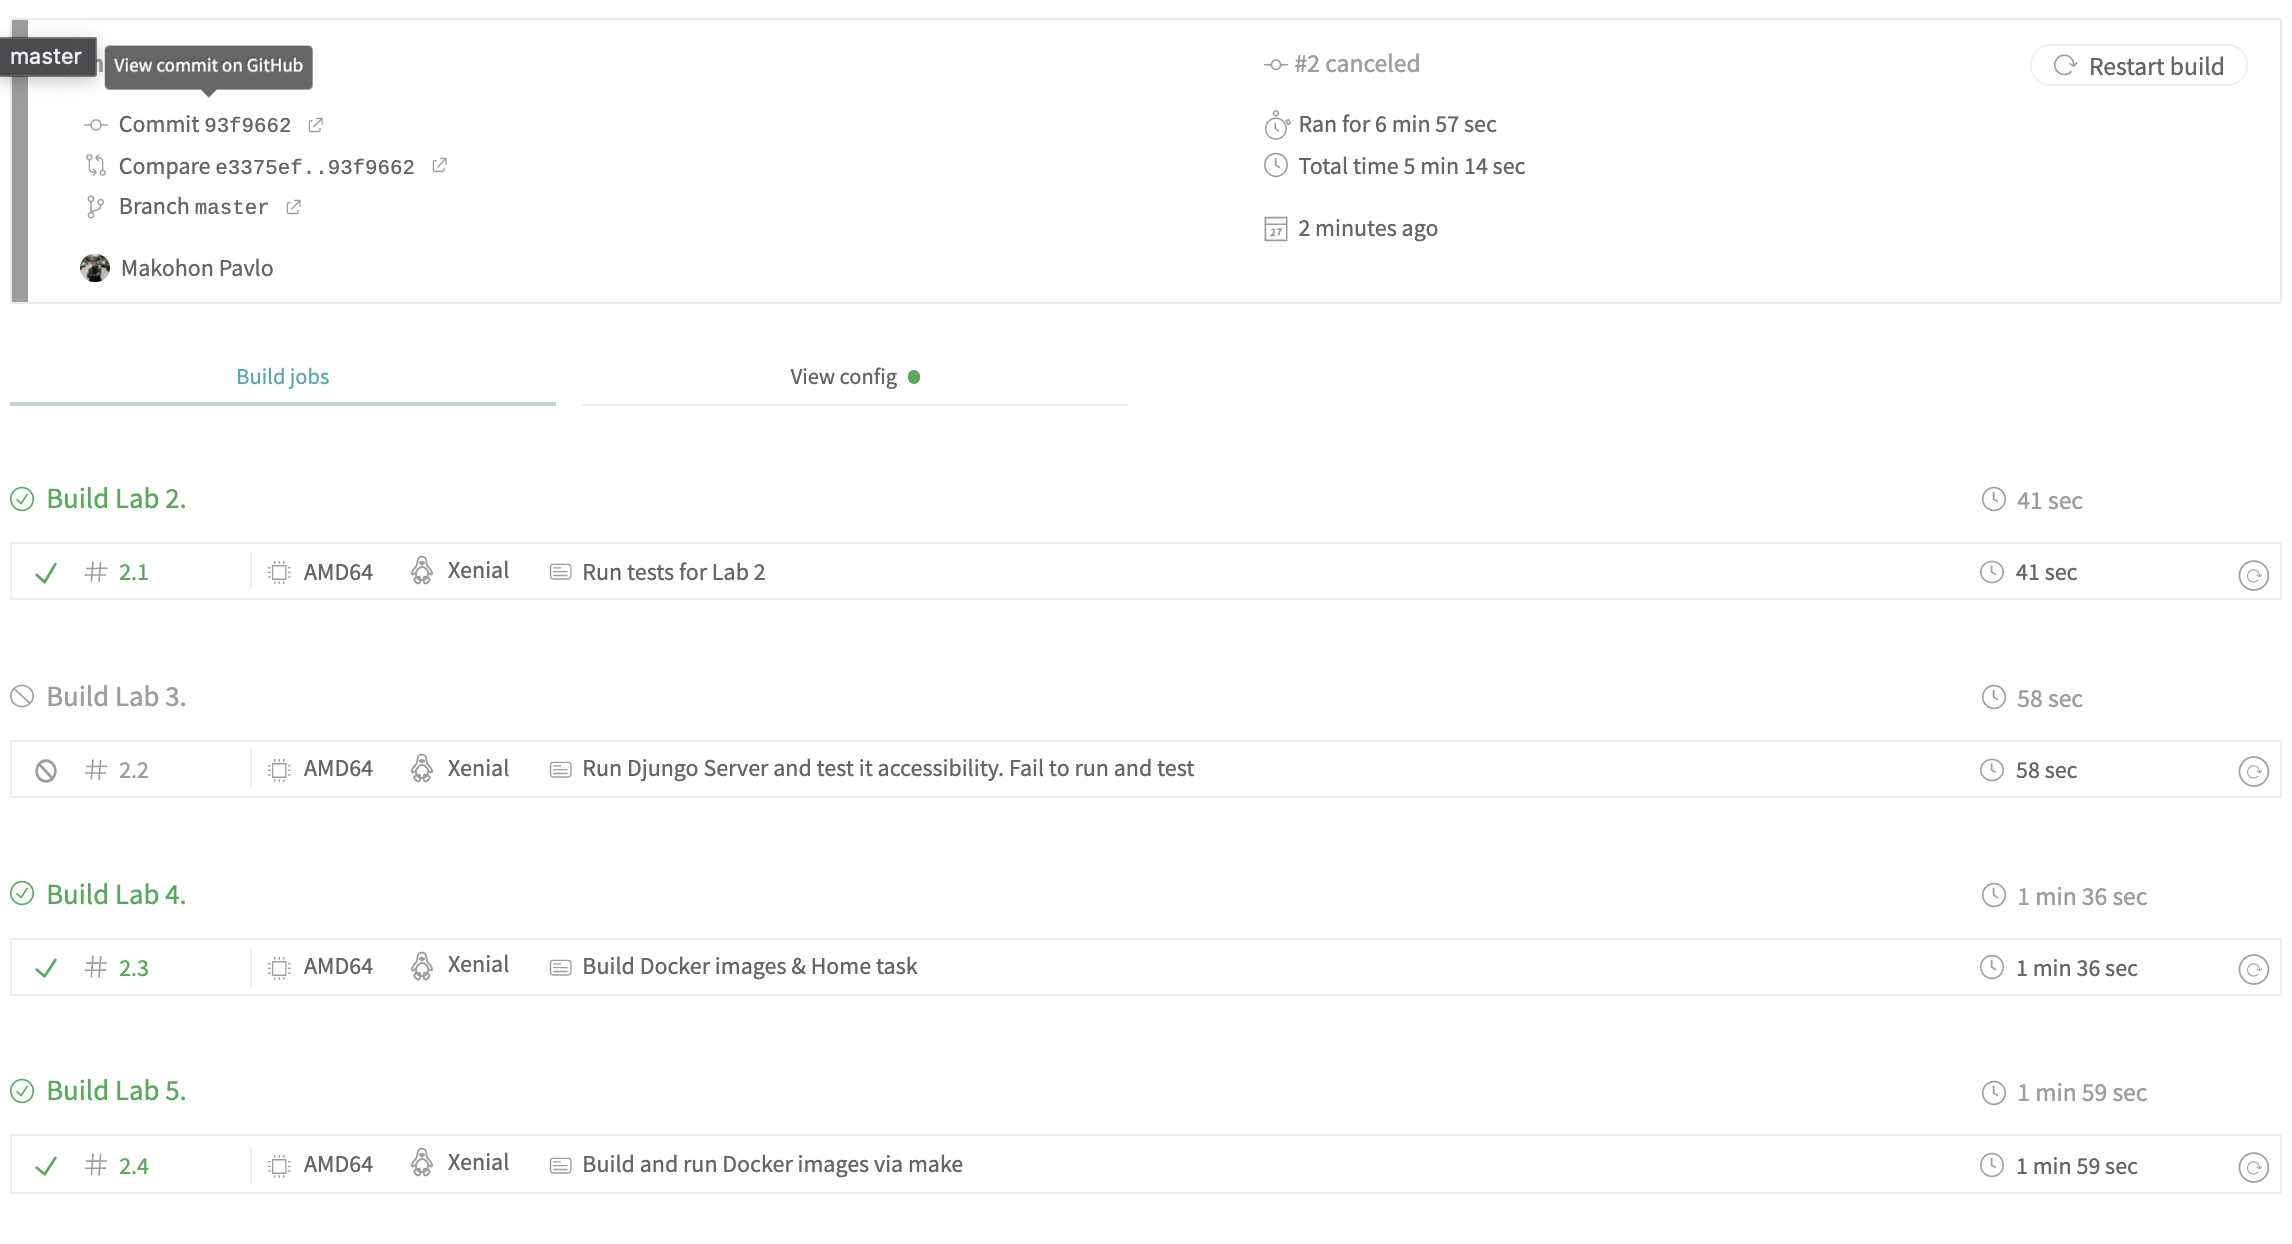 master
View commit on GitHub
#2 canceled
Restart build
Commit 93f9662
Ran for 6 min 57 sec
Compare e3375ef..93f9662
Total time 5 min 14 sec
Branch master
27
2 minutes ago
Makohon Pavlo
Build jobs
View config
Build Lab 2.
41 sec
# 2.1
AMD64
Xenial
Run tests for Lab 2
41 sec
Build Lab 3.
58 sec
# 2.2
AMD64
Xenial
Run Djungo Server and test it accessibility. Fail to run and test
58 sec
Build Lab 4.
1 min 36 sec
# 2.3
AMD64
Xenial
Build Docker images & Home task
1 min 36 sec
Build Lab 5.
1 min 59 sec
# 2.4
AMD64
Xenial
Build and run Docker images via make
1 min 59 sec